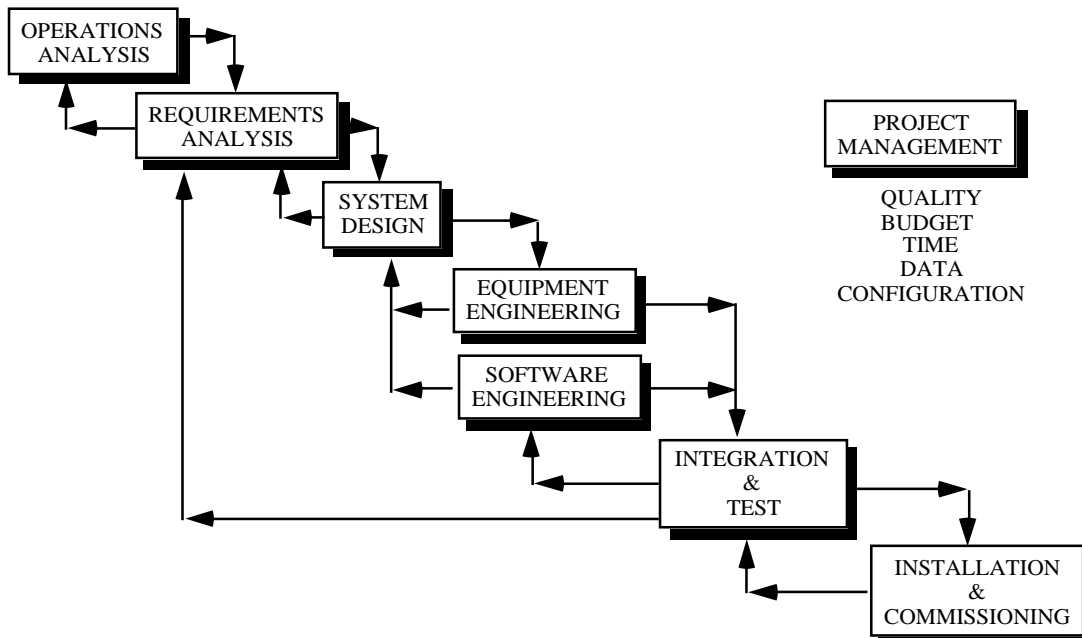 OPERATIONS
ANALYSIS
REQUIREMENTS
ANALYSIS
PROJECT
MANAGEMENT
QUALITY
BUDGET
TIME
DATA
CONFIGURATION
SYSTEM
DESIGN
EQUIPMENT
ENGINEERING
SOFTWARE
ENGINEERING
INTEGRATION
&
TEST
INSTALLATION
&
COMMISSIONING